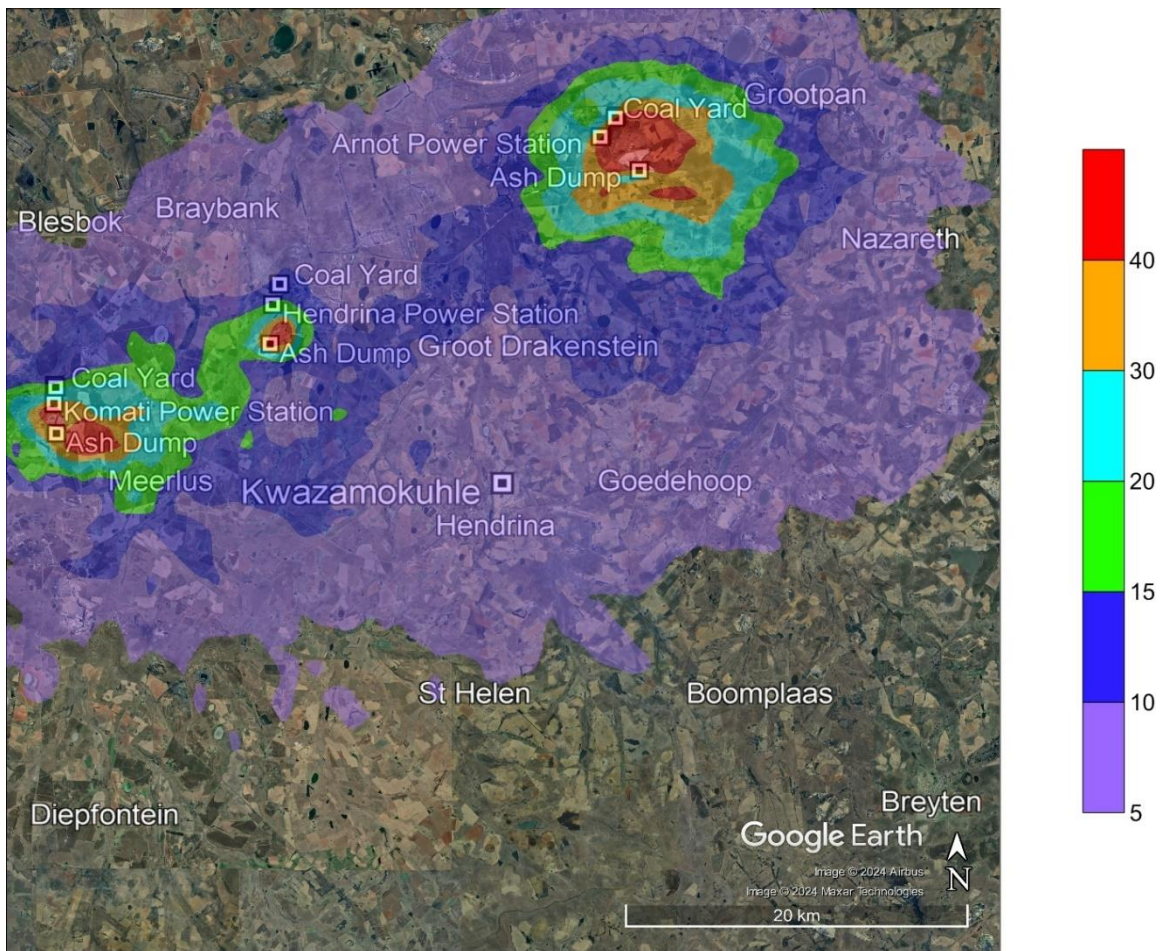 Coal Yard
Grootpan
Arnot Power Station
Ash Dump
Blesbok
Braybank
Nazareth
Coal Yard
Hendrina Power Station
Ash Dump
Groot Drakenstein
Coal Yard
Komati Power Station
Ash Dump
Meerlus
Kwazamokuhle
Goedehoop
Hendrina
St Helen
Boomplaas
Diepfontein
Breyten
Google Earth
Image © 2024 Airbus
Image © 2024 Maxar Technologies
N
20 km
40
30
20
15
10
5